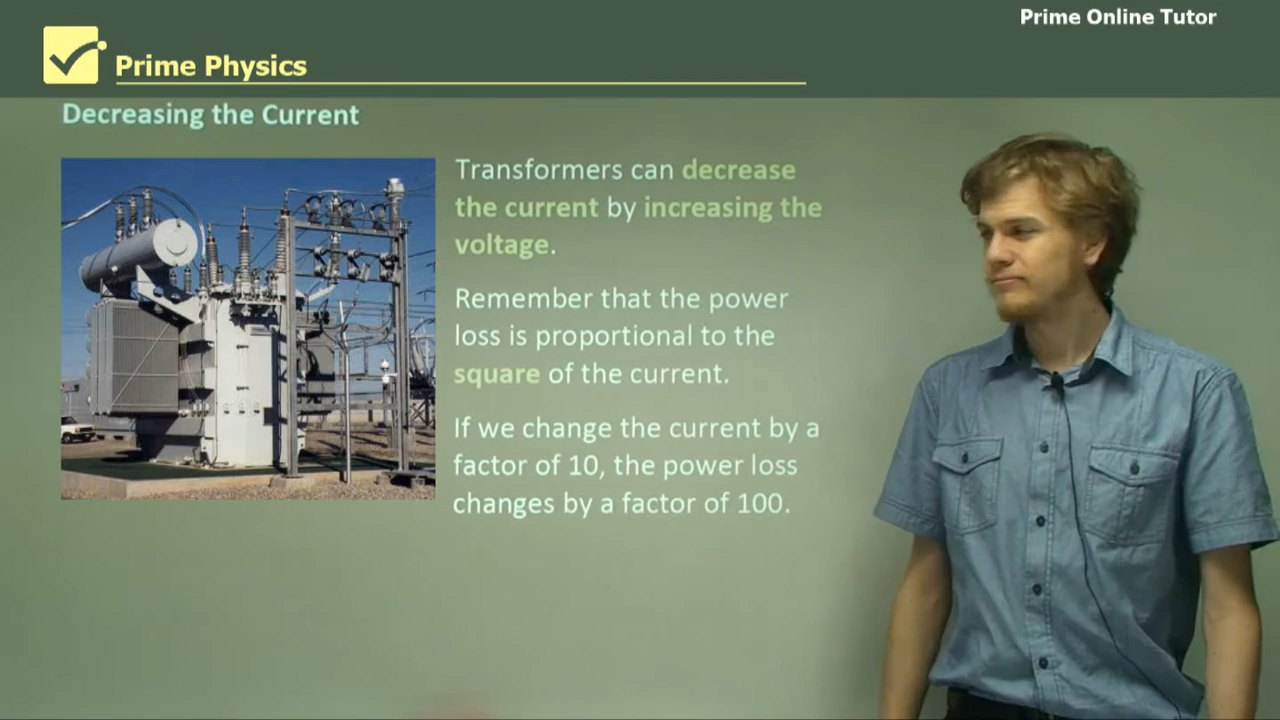 Prime Online Tutor
Prime Physics
Decreasing the Current
Transformers can decrease
the current by increasing the
voltage.
Remember that the power
loss is proportional to the
square of the current.
If we change the current by a
factor of 10, the power loss
changes by a factor of 100.